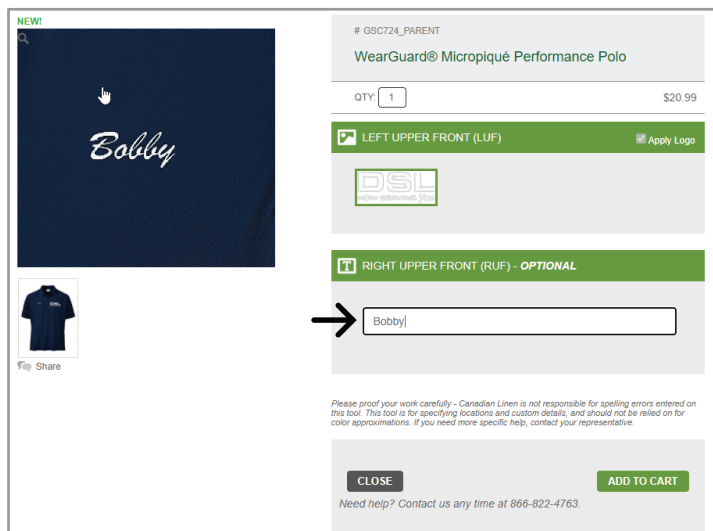 NEW!
Bobby
Share
# GSC724_PARENT
WearGuard® Micropiqué Performance Polo
QTY: 1 $20.99
LEFT UPPER FRONT (LUF) Apply Logo
DSL
NOW SERVING You
RIGHT UPPER FRONT (RUF) - OPTIONAL
Bobby
Please proof your work carefully - Canadian Linen is not responsible for spelling errors entered on
this tool. This tool is for specifying locations and custom details, and should not be relied on for
color approximations. If you need more specific help, contact your representative.
CLOSE ADD TO CART
Need help? Contact us any time at 866-822-4763.